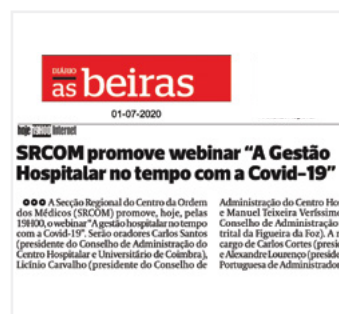 DIÁRIO
as beiras
01-07-2020
hoje 19H00 Internet
SRCOM promove webinar “A Gestão
Hospitalar no tempo com a Covid-19”
A Secção Regional do Centro da Ordem
dos Médicos (SRCOM) promove, hoje, pelas
19H00, o webinar “A gestão hospitalar no tempo
com a Covid-19”. Serão oradores Carlos Santos
(presidente do Conselho de Administração do
Centro Hospitalar e Universitário de Coimbra),
Licínio Carvalho (presidente do Conselho de
Administração do Centro Ho
e Manuel Teixeira Veríssimo
Conselho de Administração
trital da Figueira da Foz). A
cargo de Carlos Cortes (presi
e Alexandre Lourenço (preside
Portuguesa de Administrador